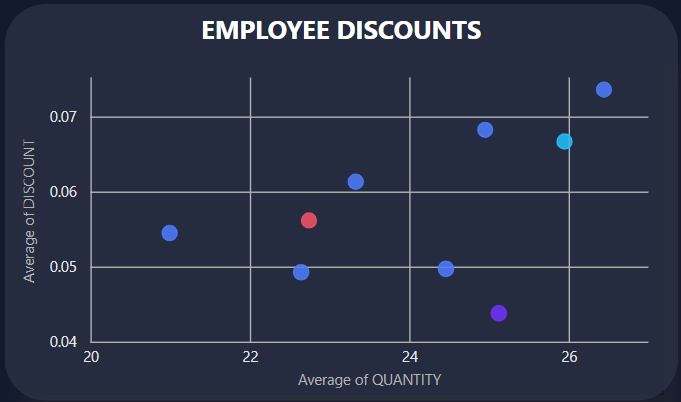 EMPLOYEE DISCOUNTS
Average of DISCOUNT
0.07
0.06
0.05
0.04
20 22 24 26
Average of QUANTITY